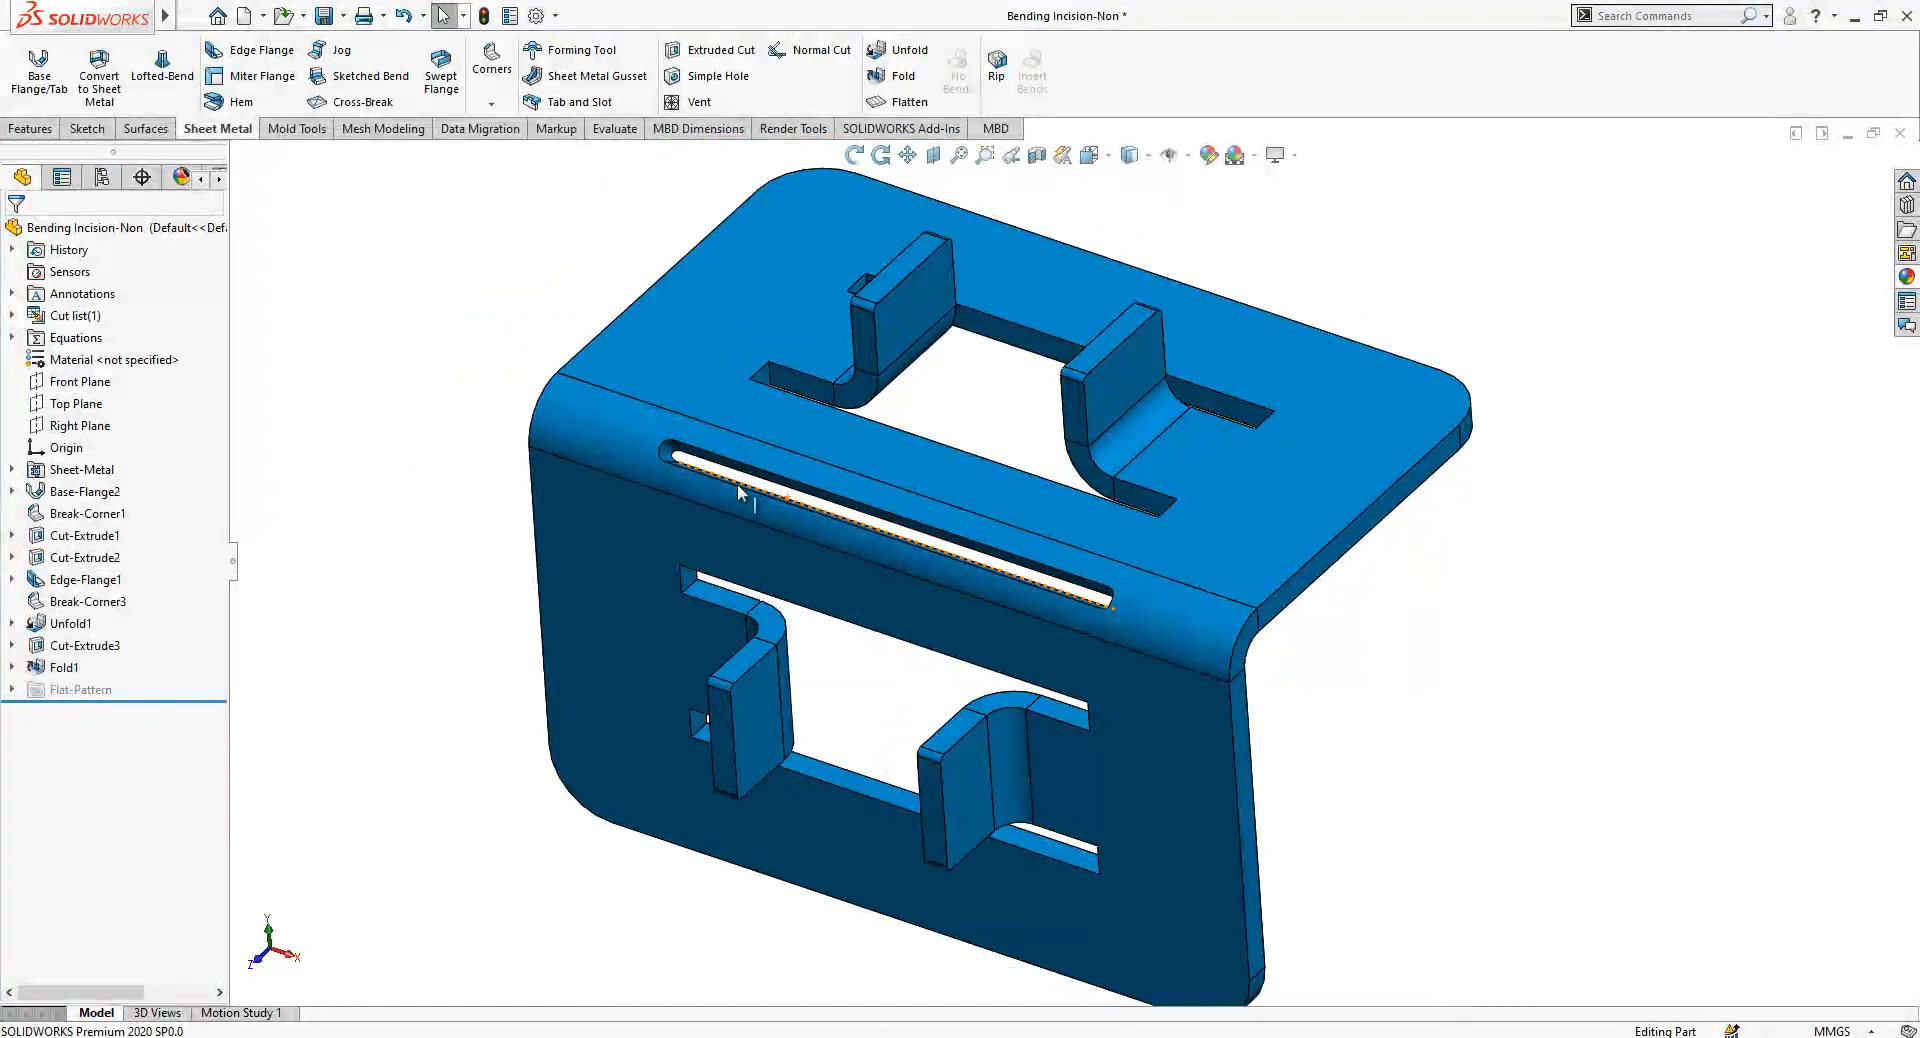 SOLIDWORKS
Bending Incision-Non *
Search Commands
Base Flange/Tab
Convert to Sheet Metal
Lofted-Bend
Edge Flange
Miter Flange
Hem
Jog
Sketched Bend
Cross-Break
Swept Flange
Corners
Forming Tool
Sheet Metal Gusset
Tab and Slot
Extruded Cut
Simple Hole
Vent
Normal Cut
Unfold
Fold
Flatten
No Bend.
Rip
Insert Bends
Features
Sketch
Surfaces
Sheet Metal
Mold Tools
Mesh Modeling
Data Migration
Markup
Evaluate
MBD Dimensions
Render Tools
SOLIDWORKS Add-Ins
MBD
Bending Incision-Non (Default<<Def
History
Sensors
Annotations
Cut list(1)
Equations
Material <not specified>
Front Plane
Top Plane
Right Plane
Origin
Sheet-Metal
Base-Flange2
Break-Corner1
Cut-Extrude1
Cut-Extrude2
Edge-Flange1
Break-Corner3
Unfold1
Cut-Extrude3
Fold1
Flat-Pattern
Y
X
Z
Model
3D Views
Motion Study 1
SOLIDWORKS Premium 2020 SP0.0
Editing Part
MMGS